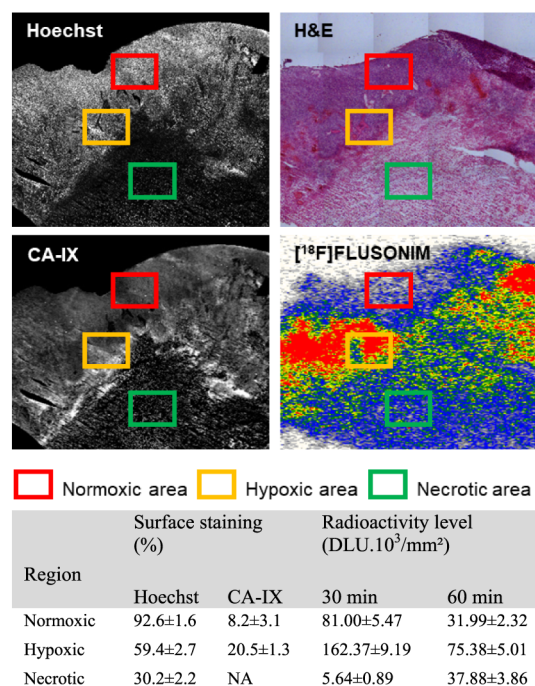 Hoechst H&E
CA-IX [¹⁸F]FLUSONIM
Normoxic area Hypoxic area Necrotic area
Surface staining Radioactivity level
(%) (DLU.10³/mm²)
Region
Hoechst CA-IX 30 min 60 min
Normoxic 92.6±1.6 8.2±3.1 81.00±5.47 31.99±2.32
Hypoxic 59.4±2.7 20.5±1.3 162.37±9.19 75.38±5.01
Necrotic 30.2±2.2 NA 5.64±0.89 37.88±3.86